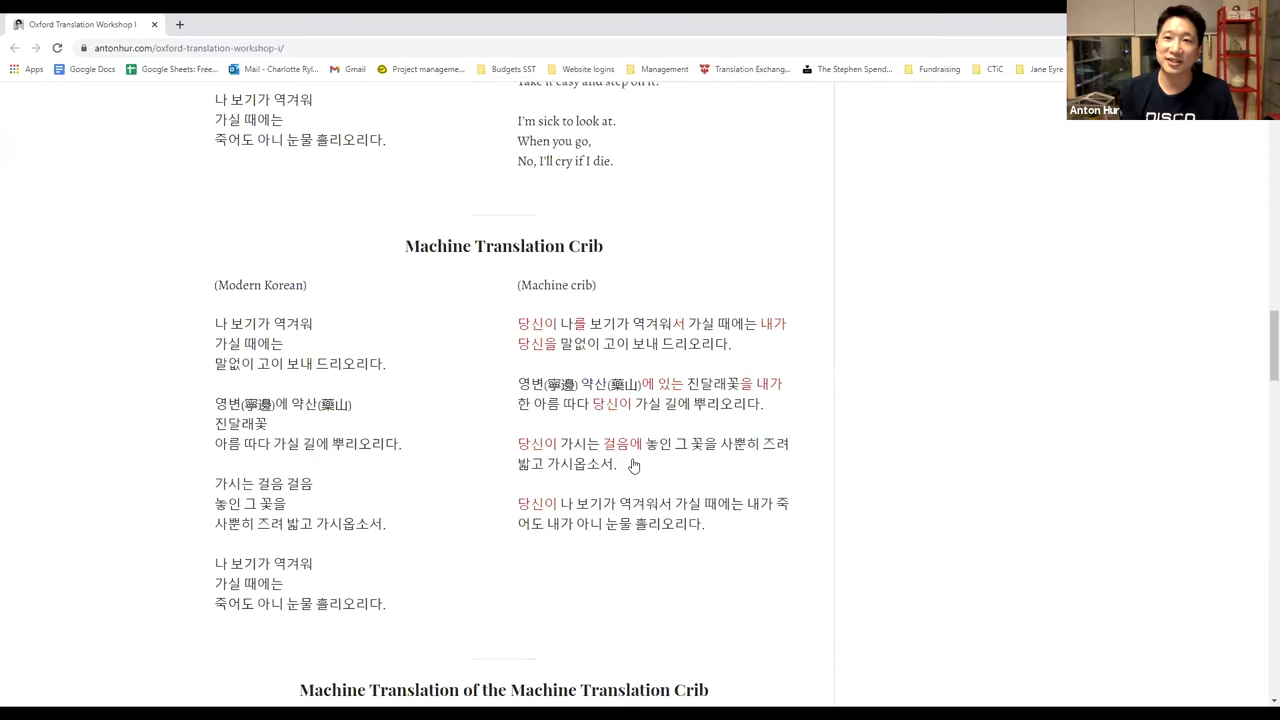 Oxford Translation Workshop I
antonhur.com/oxford-translation-workshop-i/
Apps Google Docs Google Sheets: Free... Mail - Charlotte Ryl... Gmail Project manageme... Budgets SST Website logins Management Translation Exchang... The Stephen Spend... Fundraising CTiC Jane Eyre
Anton Hur
DISCO
Take it easy and step on it.
나 보기가 역겨워
가실 때에는
죽어도 아니 눈물 흘리오리다.
I'm sick to look at.
When you go,
No, I'll cry if I die.
Machine Translation Crib
(Modern Korean)
나 보기가 역겨워
가실 때에는
말없이 고이 보내 드리오리다.
영변(寧邊)에 약산(藥山)
진달래꽃
아름 따다 가실 길에 뿌리오리다.
가시는 걸음 걸음
놓인 그 꽃을
사뿐히 즈려 밟고 가시옵소서.
나 보기가 역겨워
가실 때에는
죽어도 아니 눈물 흘리오리다.
(Machine crib)
당신이 나를 보기가 역겨워서 가실 때에는 내가
당신을 말없이 고이 보내 드리오리다.
영변(寧邊) 약산(藥山)에 있는 진달래꽃을 내가
한 아름 따다 당신이 가실 길에 뿌리오리다.
당신이 가시는 걸음에 놓인 그 꽃을 사뿐히 즈려
밟고 가시옵소서.
당신이 나 보기가 역겨워서 가실 때에는 내가 죽
어도 내가 아니 눈물 흘리오리다.
Machine Translation of the Machine Translation Crib